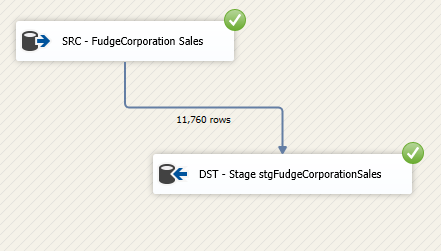 SRC - FudgeCorporation Sales
11,760 rows
DST - Stage stgFudgeCorporationSales